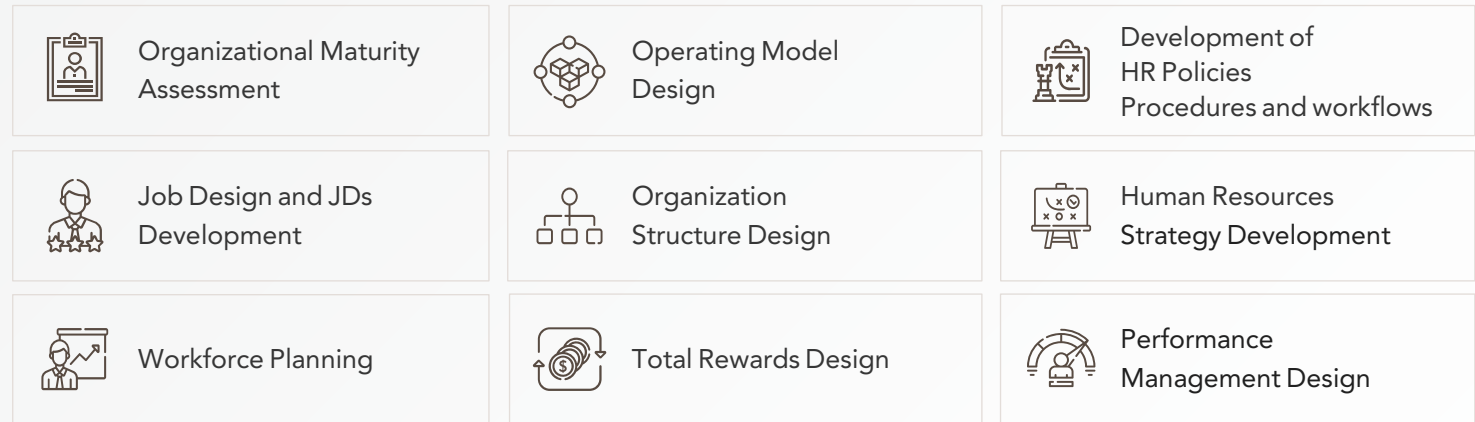 Organizational Maturity
Assessment
Operating Model
Design
Development of
HR Policies
Procedures and workflows
Job Design and JDs
Development
Organization
Structure Design
Human Resources
Strategy Development
Workforce Planning
$
Total Rewards Design
Performance
Management Design